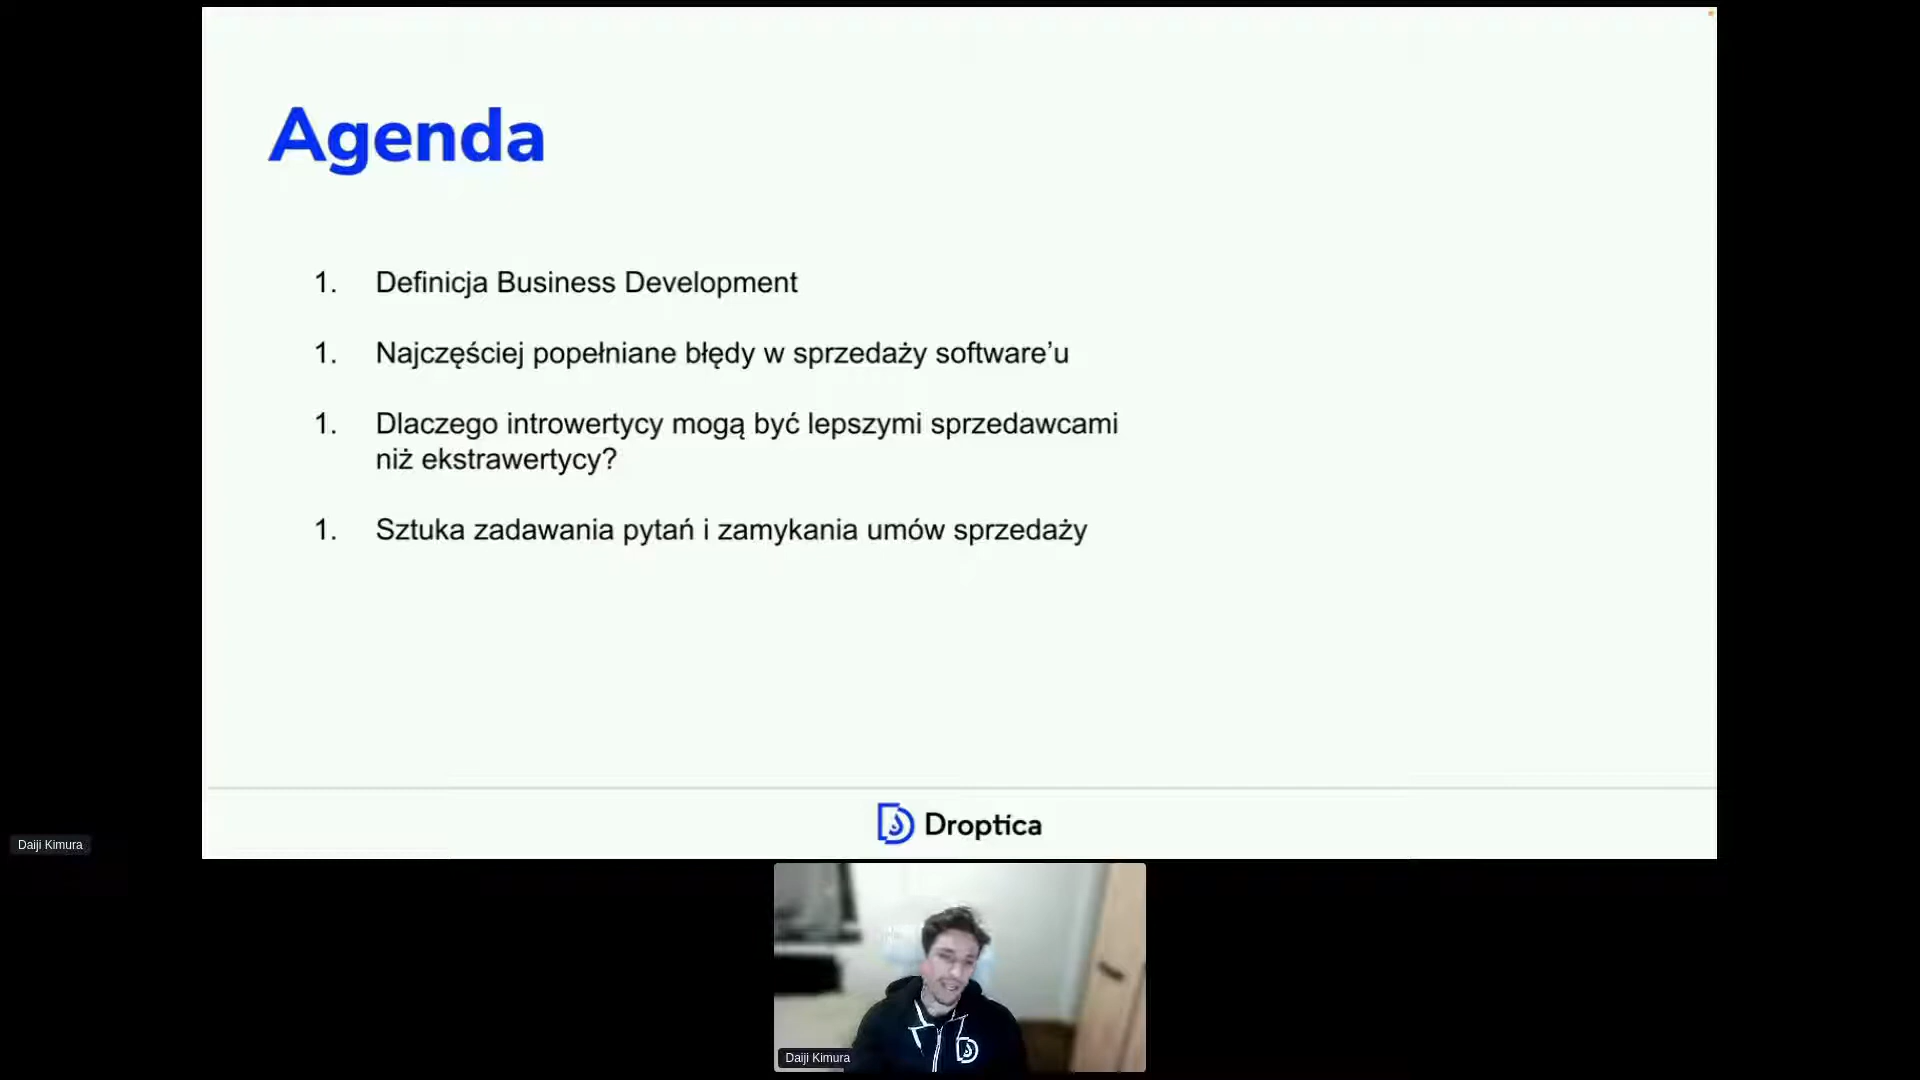 Agenda
1. Definicja Business Development
1. Najczęściej popełniane błędy w sprzedaży software’u
1. Dlaczego introwertycy mogą być lepszymi sprzedawcami
niż ekstrawertycy?
1. Sztuka zadawania pytań i zamykania umów sprzedaży
Droptica
Daiji Kimura
Daiji Kimura